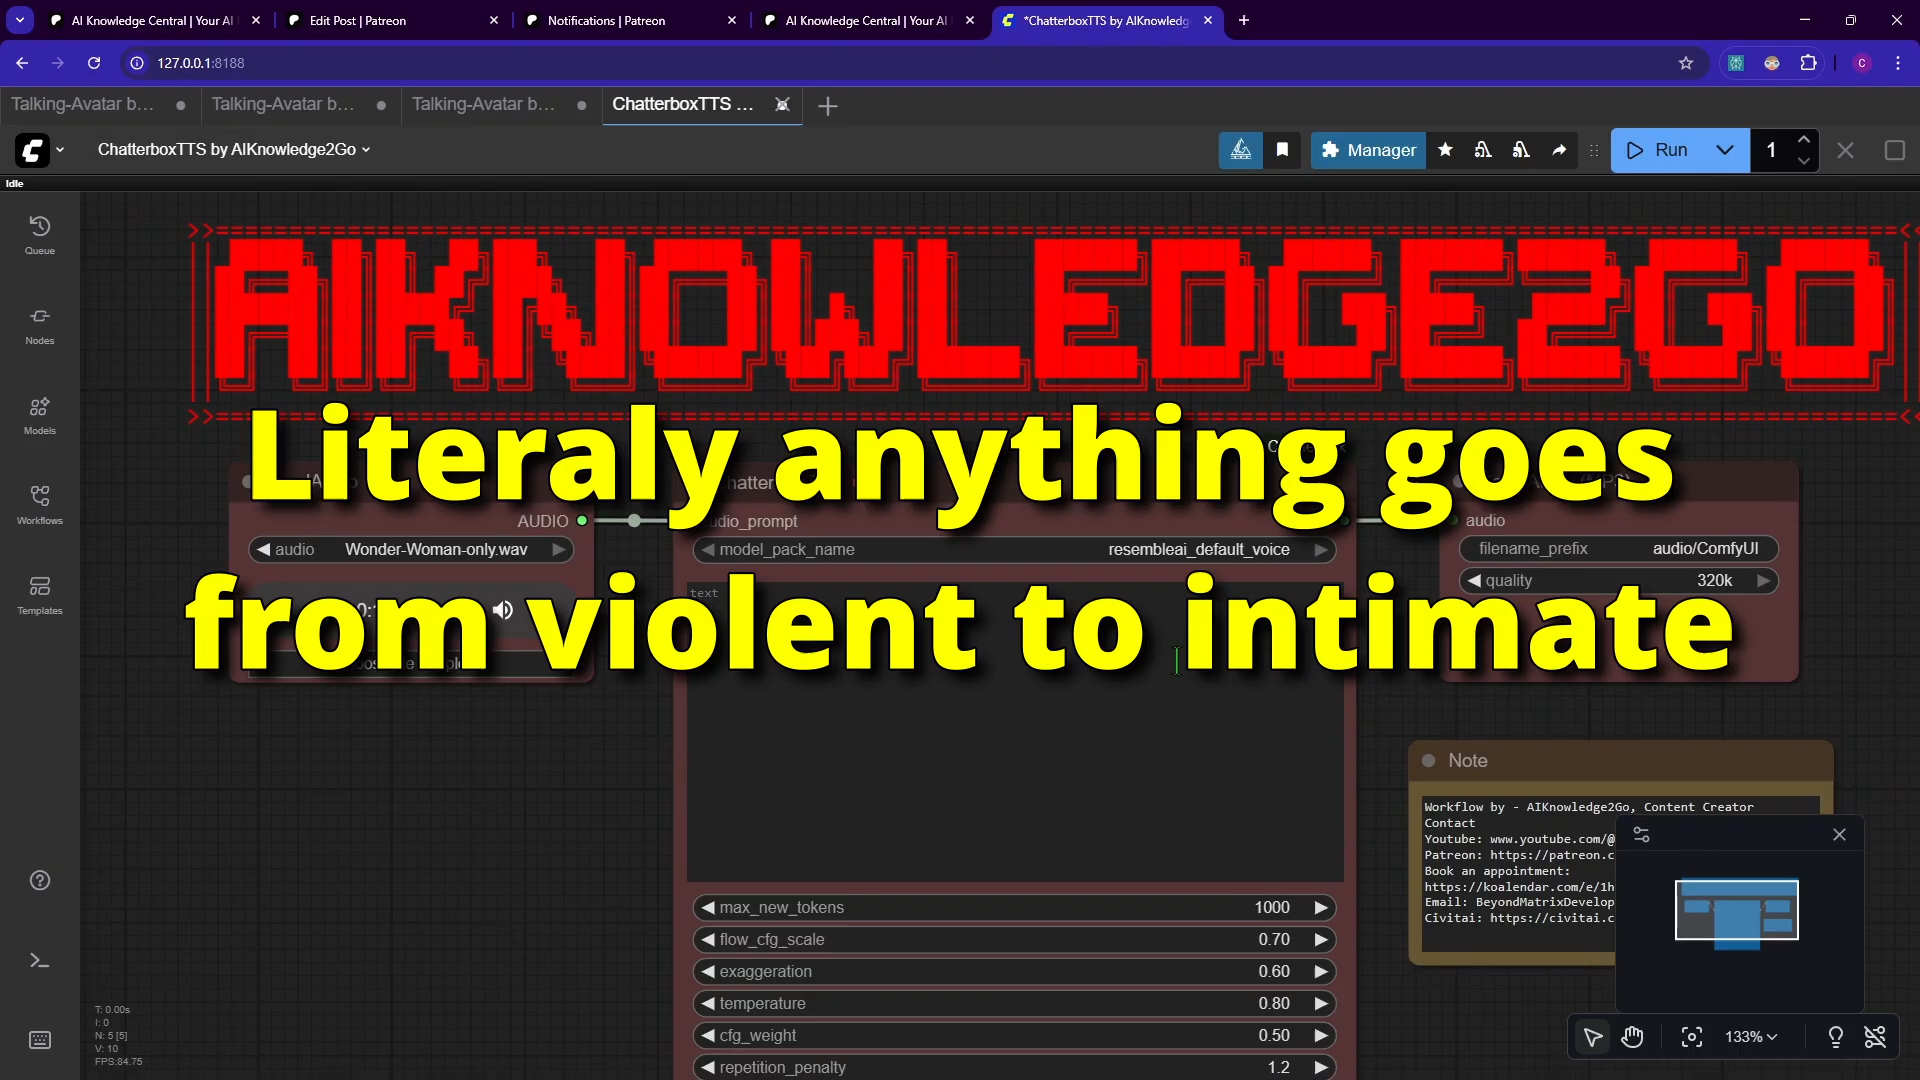 AI Knowledge Central | Your AI
Edit Post | Patreon
Notifications | Patreon
AI Knowledge Central | Your AI
*ChatterboxTTS by AIKnowledg
127.0.0.1:8188
Talking-Avatar b...
Talking-Avatar b...
Talking-Avatar b...
ChatterboxTTS ...
ChatterboxTTS by AIKnowledge2Go
Manager
Run
1
Idle
Queue
Nodes
Models
Workflows
Templates
AIKNOWLEDGE2GO
Literaly anything goes
from violent to intimate
AUDIO
audio
Wonder-Woman-only.wav
model_pack_name
resembleai_default_voice
text
audio
filename_prefix
audio/ComfyUI
quality
320k
max_new_tokens
1000
flow_cfg_scale
0.70
exaggeration
0.60
temperature
0.80
cfg_weight
0.50
repetition_penalty
1.2
Note
Workflow by - AIKnowledge2Go, Content Creator
Contact
Youtube: www.youtube.com/@
Patreon: https://patreon.c
Book an appointment:
https://koalendar.com/e/1h
Email: BeyondMatrixDevelop
Civitai: https://civitai.c
T: 0.00s
I: 0
N: 5 [5]
V: 10
FPS:84.75
133%